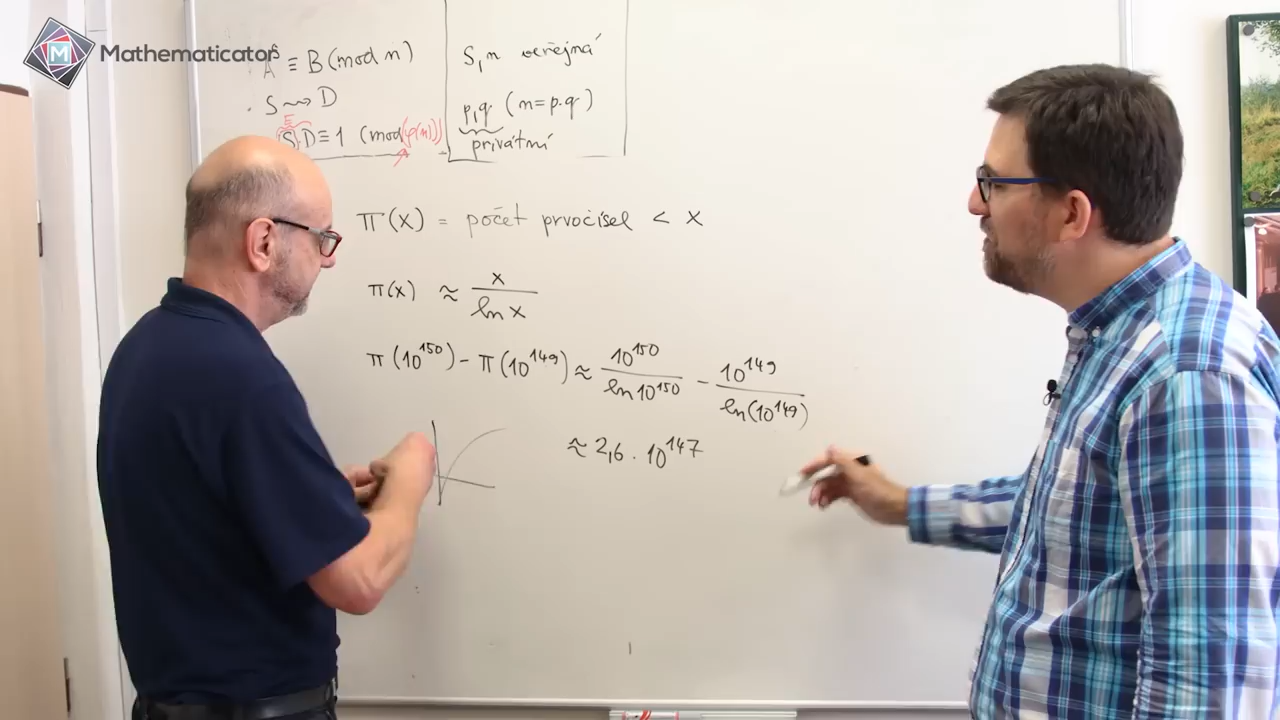 Mathematicator
A^S ≡ B (mod n)
S ⇝ D
E
S.D ≡ 1 (mod φ(n))
S, n veřejná
p,q (n = p.q)
privátní
π(x) = počet prvočísel < x
π(x) ≈ x / ln x
π(10^150) - π(10^149) ≈ 10^150 / ln 10^150 - 10^149 / ln(10^149)
≈ 2,6 . 10^147